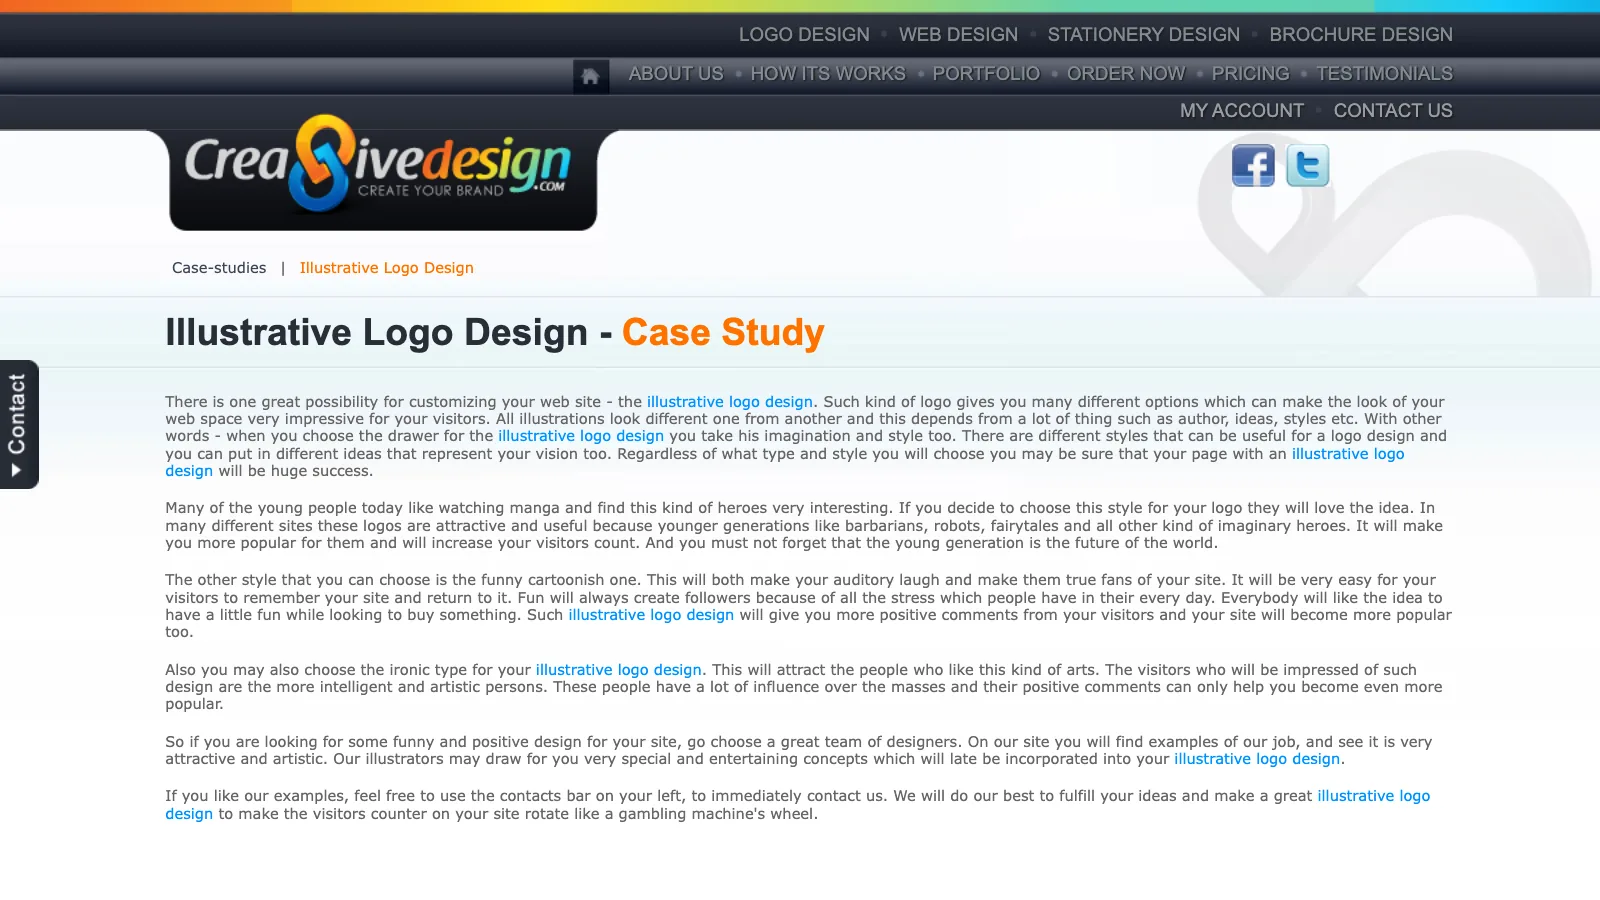 LOGO DESIGN • WEB DESIGN • STATIONERY DESIGN • BROCHURE DESIGN
ABOUT US • HOW ITS WORKS • PORTFOLIO • ORDER NOW • PRICING • TESTIMONIALS
MY ACCOUNT • CONTACT US
Crea8ivedesign.COM
CREATE YOUR BRAND
Case-studies | Illustrative Logo Design
Illustrative Logo Design - Case Study
Contact
There is one great possibility for customizing your web site - the illustrative logo design. Such kind of logo gives you many different options which can make the look of your
web space very impressive for your visitors. All illustrations look different one from another and this depends from a lot of thing such as author, ideas, styles etc. With other
words - when you choose the drawer for the illustrative logo design you take his imagination and style too. There are different styles that can be useful for a logo design and
you can put in different ideas that represent your vision too. Regardless of what type and style you will choose you may be sure that your page with an illustrative logo
design will be huge success.
Many of the young people today like watching manga and find this kind of heroes very interesting. If you decide to choose this style for your logo they will love the idea. In
many different sites these logos are attractive and useful because younger generations like barbarians, robots, fairytales and all other kind of imaginary heroes. It will make
you more popular for them and will increase your visitors count. And you must not forget that the young generation is the future of the world.
The other style that you can choose is the funny cartoonish one. This will both make your auditory laugh and make them true fans of your site. It will be very easy for your
visitors to remember your site and return to it. Fun will always create followers because of all the stress which people have in their every day. Everybody will like the idea to
have a little fun while looking to buy something. Such illustrative logo design will give you more positive comments from your visitors and your site will become more popular
too.
Also you may also choose the ironic type for your illustrative logo design. This will attract the people who like this kind of arts. The visitors who will be impressed of such
design are the more intelligent and artistic persons. These people have a lot of influence over the masses and their positive comments can only help you become even more
popular.
So if you are looking for some funny and positive design for your site, go choose a great team of designers. On our site you will find examples of our job, and see it is very
attractive and artistic. Our illustrators may draw for you very special and entertaining concepts which will late be incorporated into your illustrative logo design.
If you like our examples, feel free to use the contacts bar on your left, to immediately contact us. We will do our best to fulfill your ideas and make a great illustrative logo
design to make the visitors counter on your site rotate like a gambling machine's wheel.